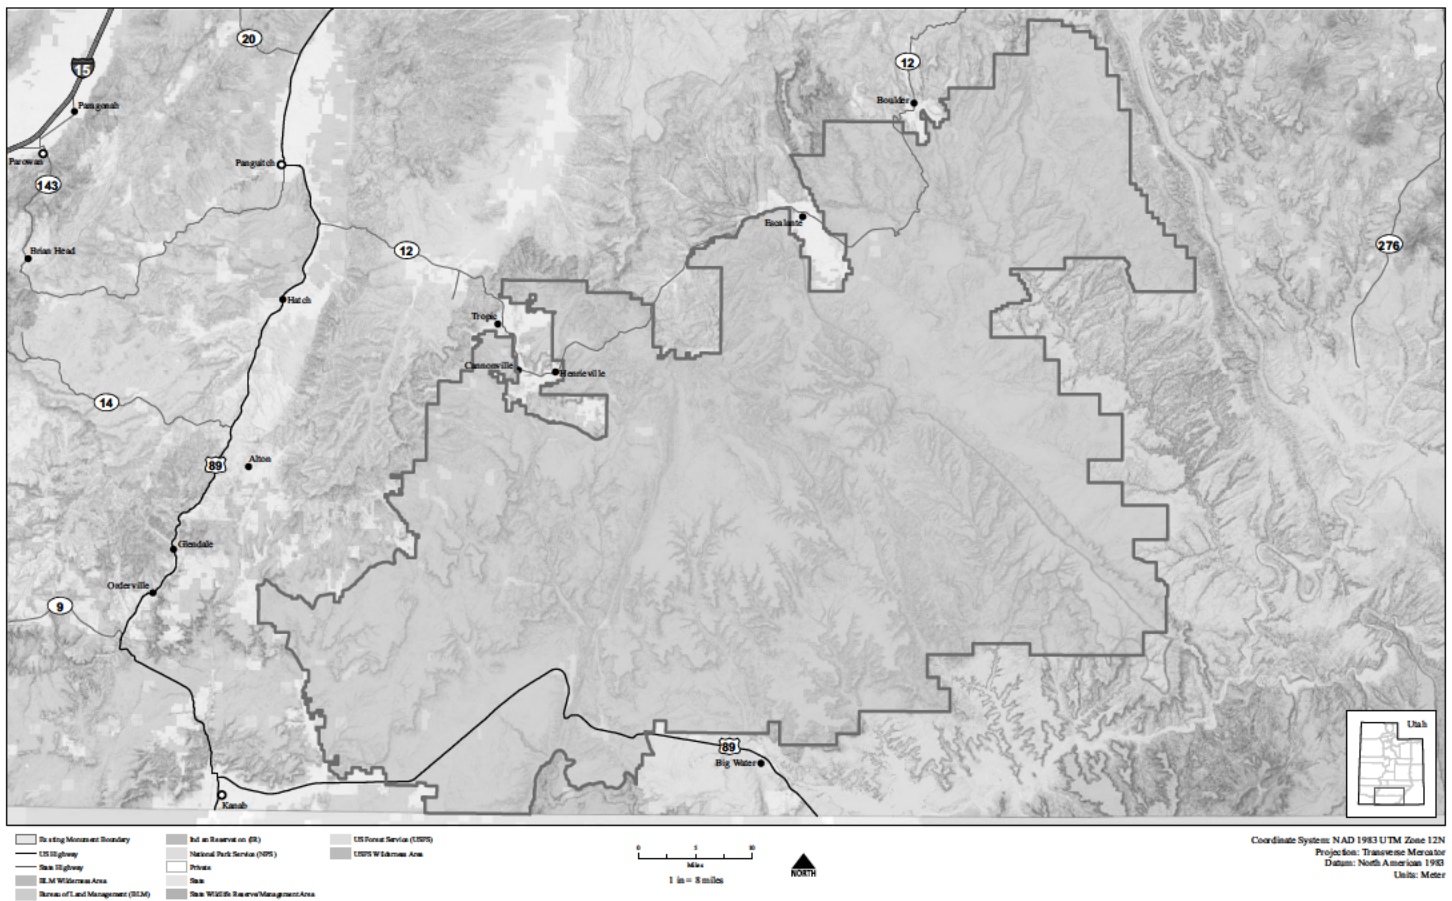 20
15
12
Paragonah
Boulder
Parowan
Panguitch
143
Escalante
12
276
Brian Head
Hatch
Tropic
Cannonville
Henrieville
14
89
Alton
Glendale
Orderville
9
Utah
89
Big Water
Kanab
Existing Monument Boundary
US Highway
State Highway
BLM Wilderness Area
Bureau of Land Management (BLM)
Indian Reservation (IR)
National Park Service (NPS)
Private
State
State Wildlife Reserve/Management Area
US Forest Service (USFS)
USFS Wilderness Area
0 5 10
Miles
1 in = 8 miles
NORTH
Coordinate System: NAD 1983 UTM Zone 12N
Projection: Transverse Mercator
Datum: North American 1983
Units: Meter